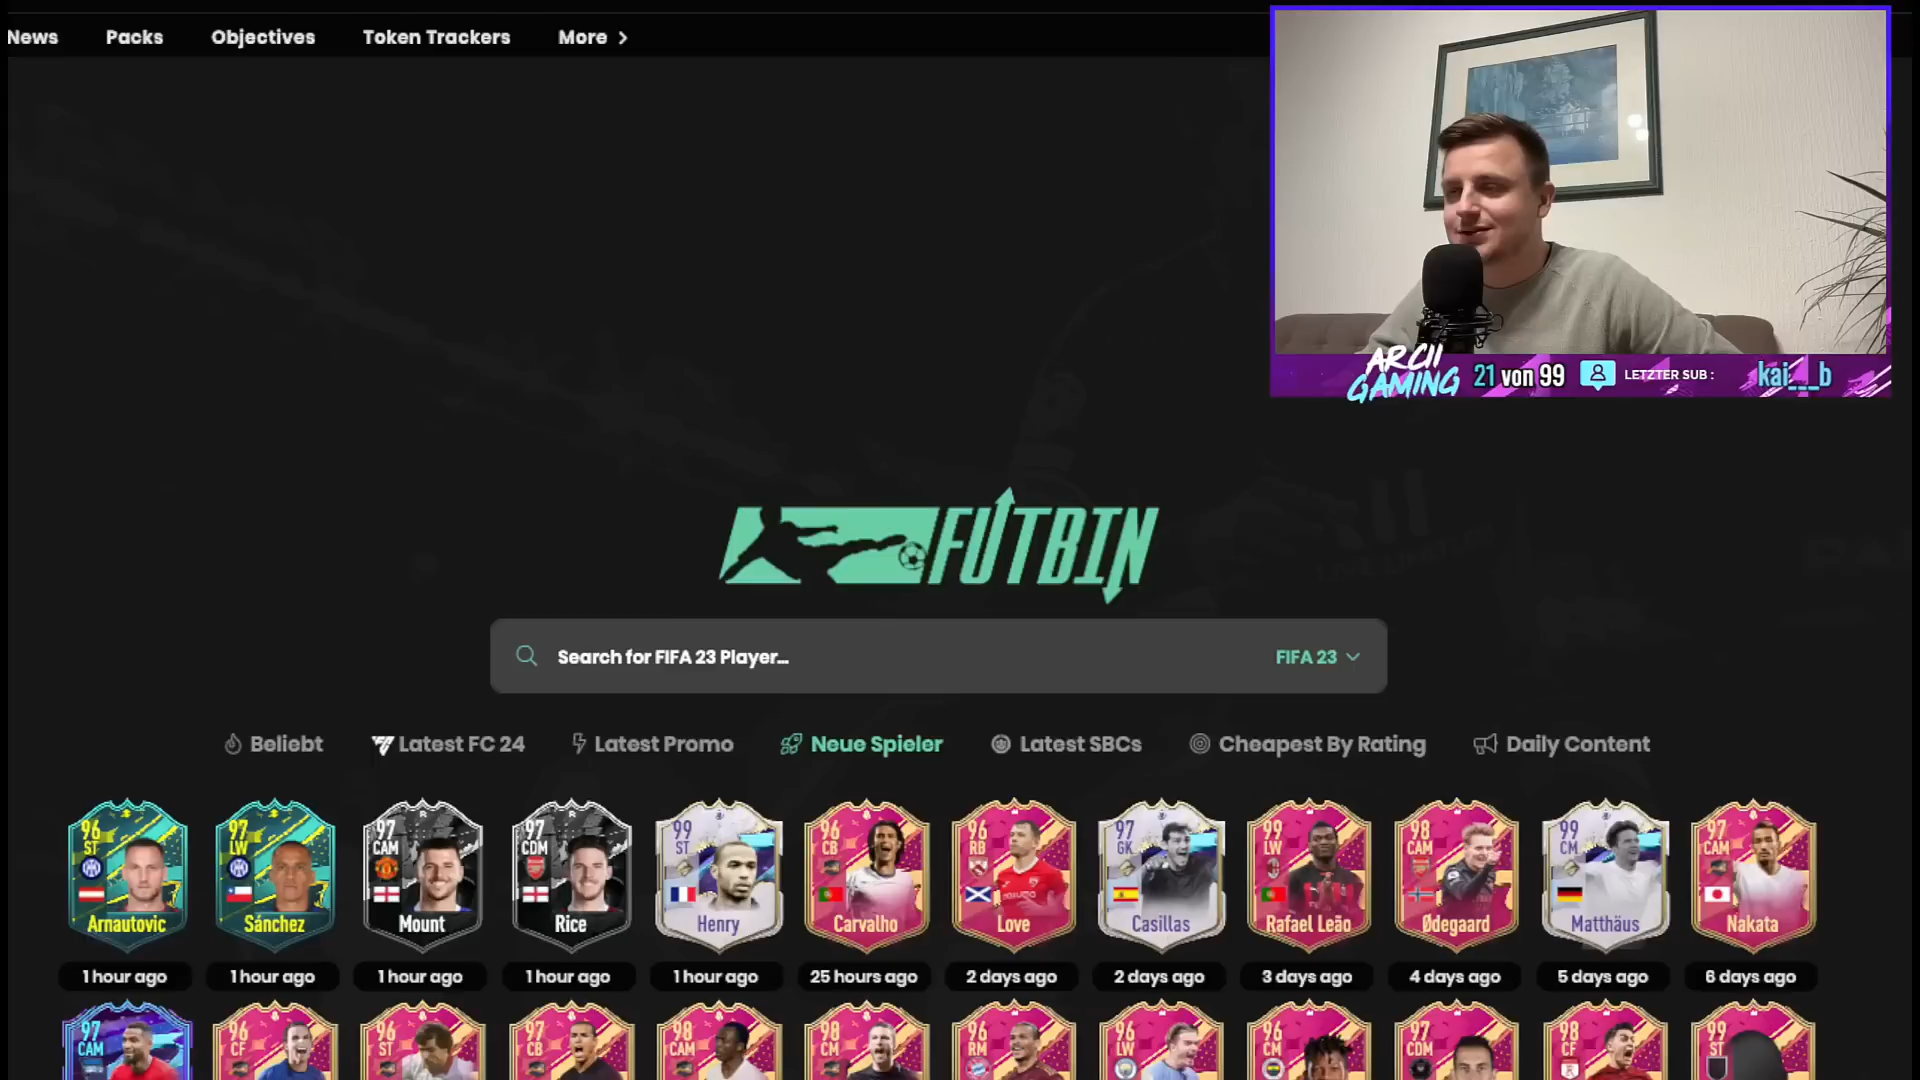 News Packs Objectives Token Trackers More
ARCII
GAMING
21 von 99
LETZTER SUB :
kai___b
FUTBIN
Search for FIFA 23 Player...
FIFA 23
Beliebt Latest FC 24 Latest Promo Neue Spieler Latest SBCs Cheapest By Rating Daily Content
96 97 97 97 99 96 96 97 99 98 99 97
ST LW CAM CDM ST CB RB GK LW CAM CM CAM
Arnautovic Sánchez Mount Rice Henry Carvalho Love Casillas Rafael Leão Ødegaard Matthäus Nakata
1 hour ago 1 hour ago 1 hour ago 1 hour ago 1 hour ago 25 hours ago 2 days ago 2 days ago 3 days ago 4 days ago 5 days ago 6 days ago
97 96 96 97 98 98 96 96 96 97 98 99
CAM CF ST CB CAM CM RM LW CM CDM CF ST